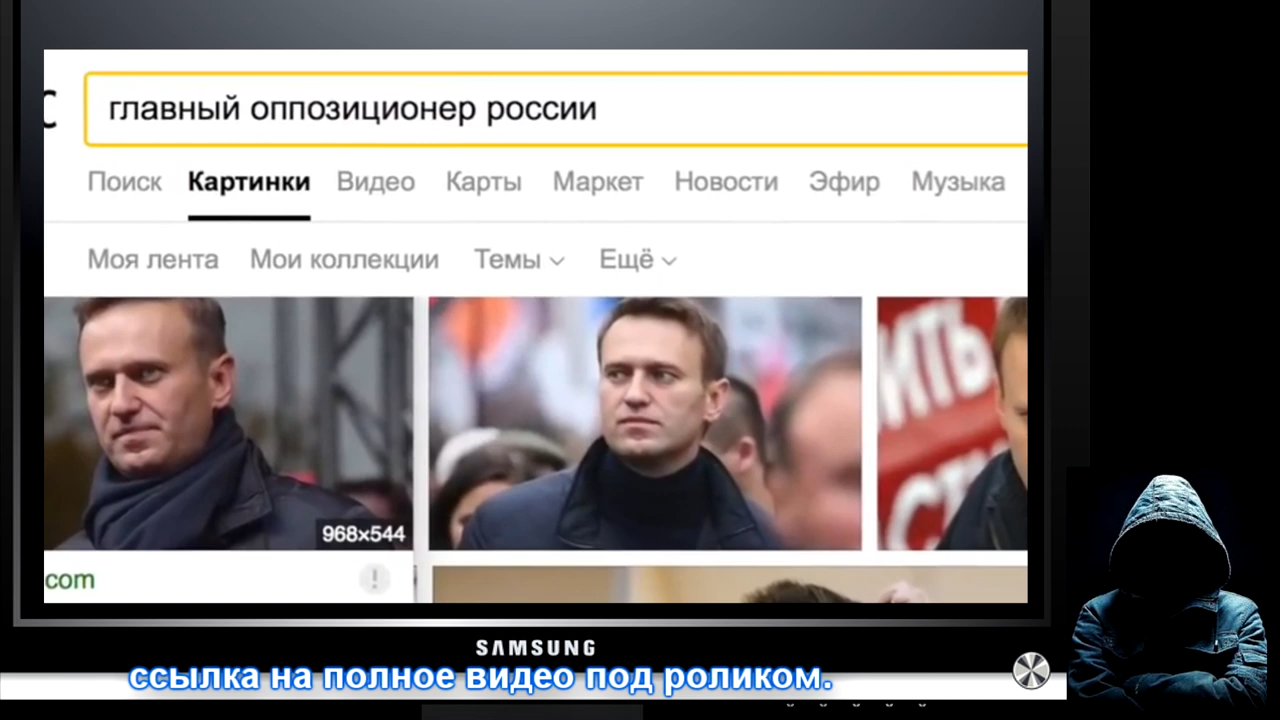 главный оппозиционер россии
Поиск Картинки Видео Карты Маркет Новости Эфир Музыка
Моя лента Мои коллекции Темы Ещё
ИТЬ
968×544
com
!
SAMSUNG
ссылка на полное видео под роликом.